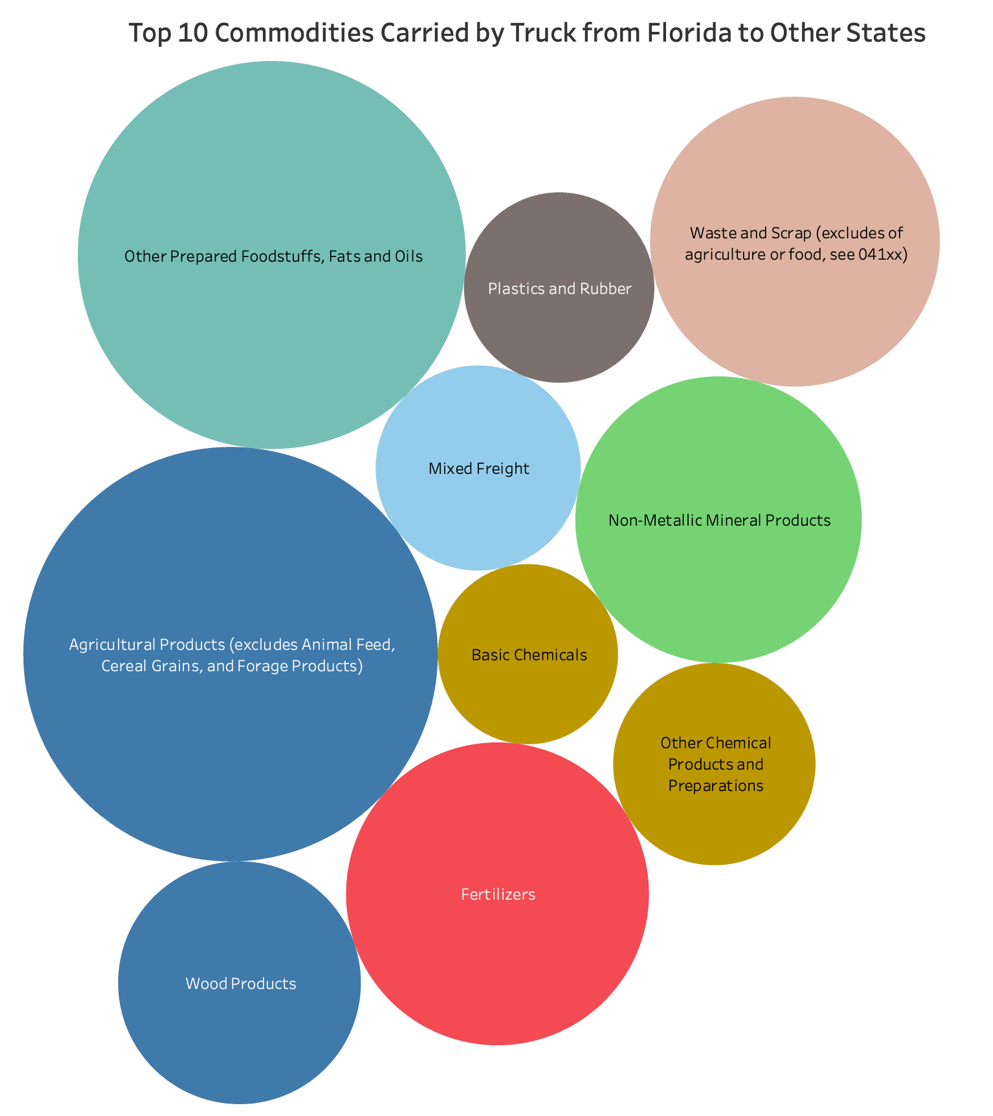 Top 10 Commodities Carried by Truck from Florida to Other States
Other Prepared Foodstuffs, Fats and Oils
Plastics and Rubber
Waste and Scrap (excludes of
agriculture or food, see 041xx)
Mixed Freight
Non-Metallic Mineral Products
Agricultural Products (excludes Animal Feed,
Cereal Grains, and Forage Products)
Basic Chemicals
Other Chemical
Products and
Preparations
Fertilizers
Wood Products